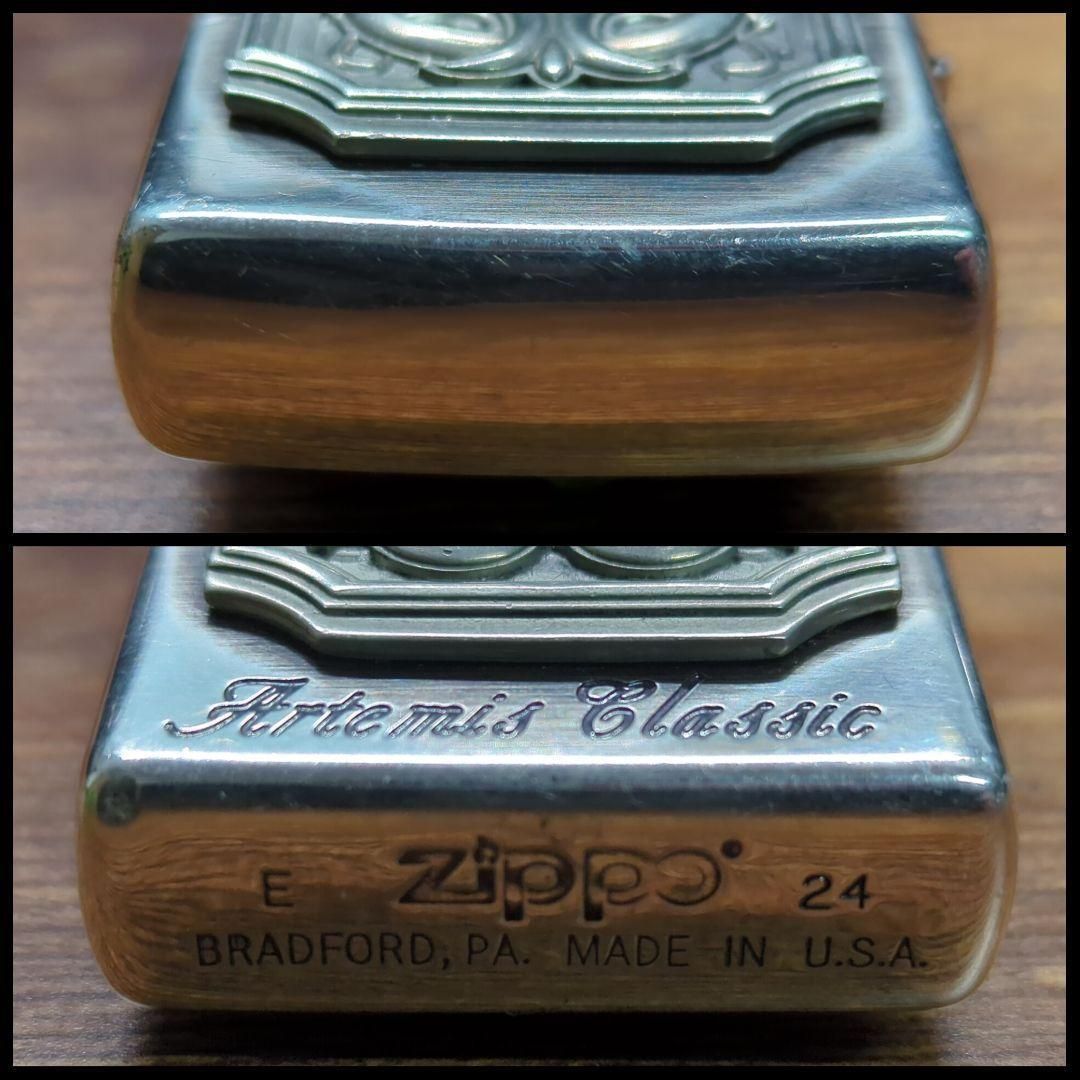 Artemis Classic
E zippo 24
BRADFORD, PA. MADE IN U.S.A.